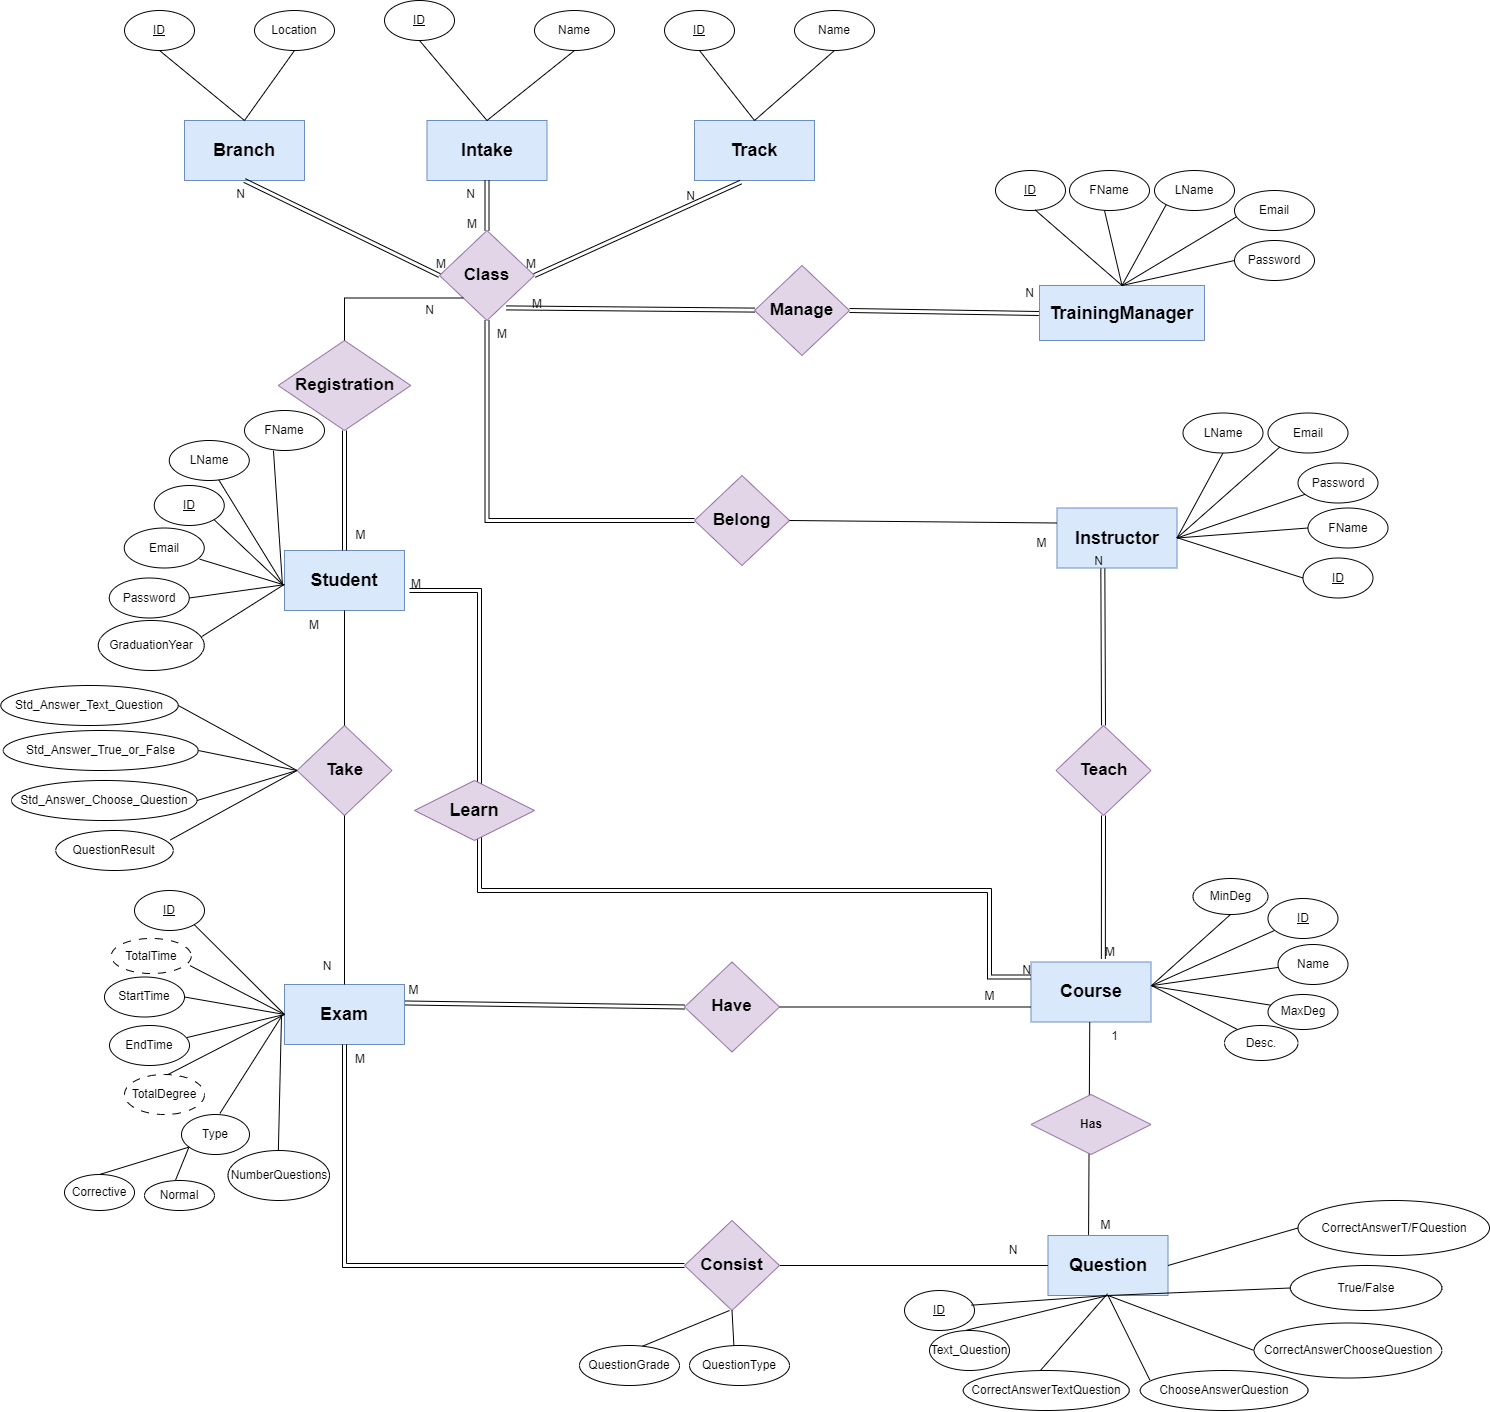 ID
Location
ID
Name
ID
Name
Branch
Intake
Track
N
N
N
M
M
M
Class
N
M
M
ID
FName
LName
Email
Password
N
TrainingManager
Manage
Registration
FName
LName
ID
Email
Password
GraduationYear
M
Student
M
M
Belong
LName
Email
Password
FName
ID
M
Instructor
N
Std_Answer_Text_Question
Std_Answer_True_or_False
Std_Answer_Choose_Question
QuestionResult
Take
Learn
Teach
ID
TotalTime
StartTime
EndTime
TotalDegree
Type
Corrective
Normal
NumberQuestions
N
Exam
M
M
Have
M
N
M
Course
1
MinDeg
ID
Name
MaxDeg
Desc.
Has
M
Consist
N
Question
QuestionGrade
QuestionType
CorrectAnswerT/FQuestion
True/False
ID
Text_Question
CorrectAnswerChooseQuestion
CorrectAnswerTextQuestion
ChooseAnswerQuestion